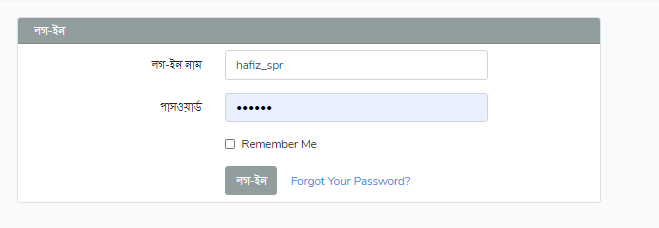 লগ-ইন
লগ-ইন নাম hafiz_spr
পাসওয়ার্ড ••••••
Remember Me
লগ-ইন Forgot Your Password?